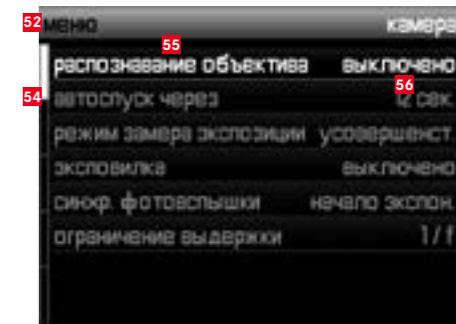 52 меню камера
55
распознавание объектива выключено
56
54 автоспуск через 12 сек.
режим замера экспозиции усовершенст.
эксповилка выключено
синхр. фотовспышки начало экспон.
ограничение выдержки 1/f